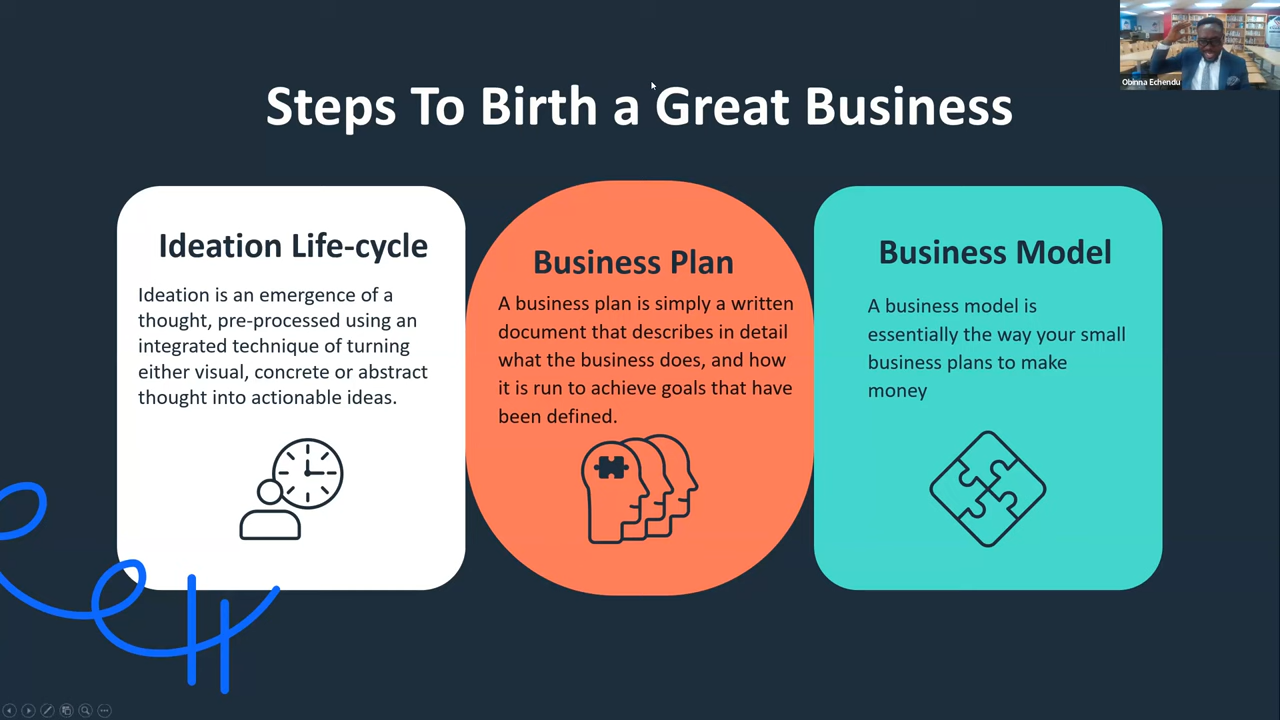 Obinna Echendu
Steps To Birth a Great Business
Ideation Life-cycle
Ideation is an emergence of a
thought, pre-processed using an
integrated technique of turning
either visual, concrete or abstract
thought into actionable ideas.
Business Plan
A business plan is simply a written
document that describes in detail
what the business does, and how
it is run to achieve goals that have
been defined.
Business Model
A business model is
essentially the way your small
business plans to make
money